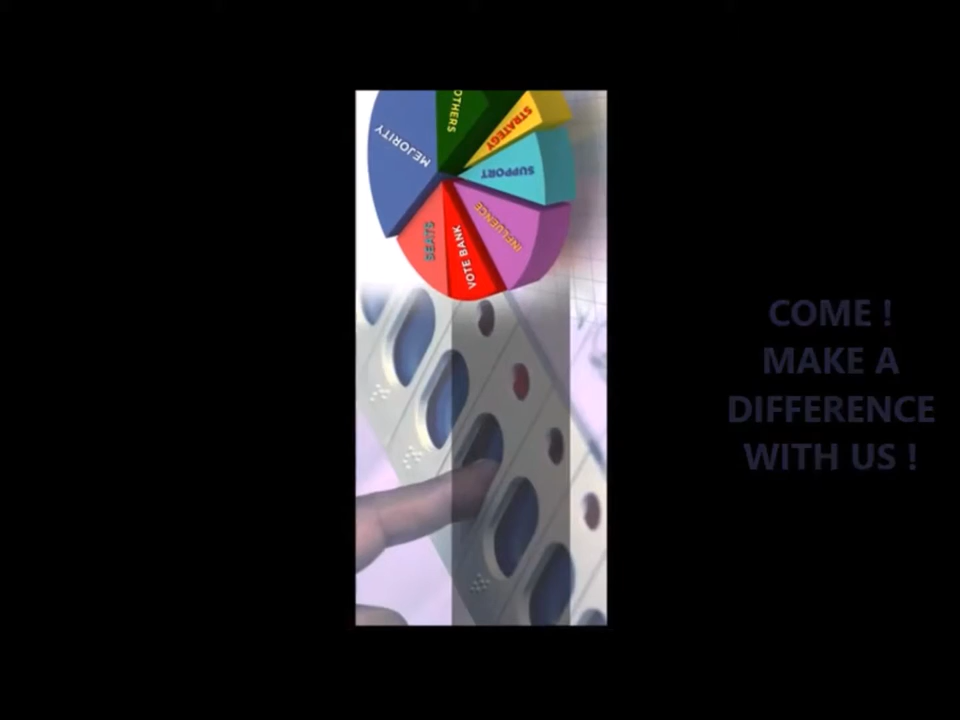 OTHERS
STRATEGY
MEJORITY
SUPPORT
INFLUENCE
SEATS
VOTE BANK
COME !
MAKE A
DIFFERENCE
WITH US !